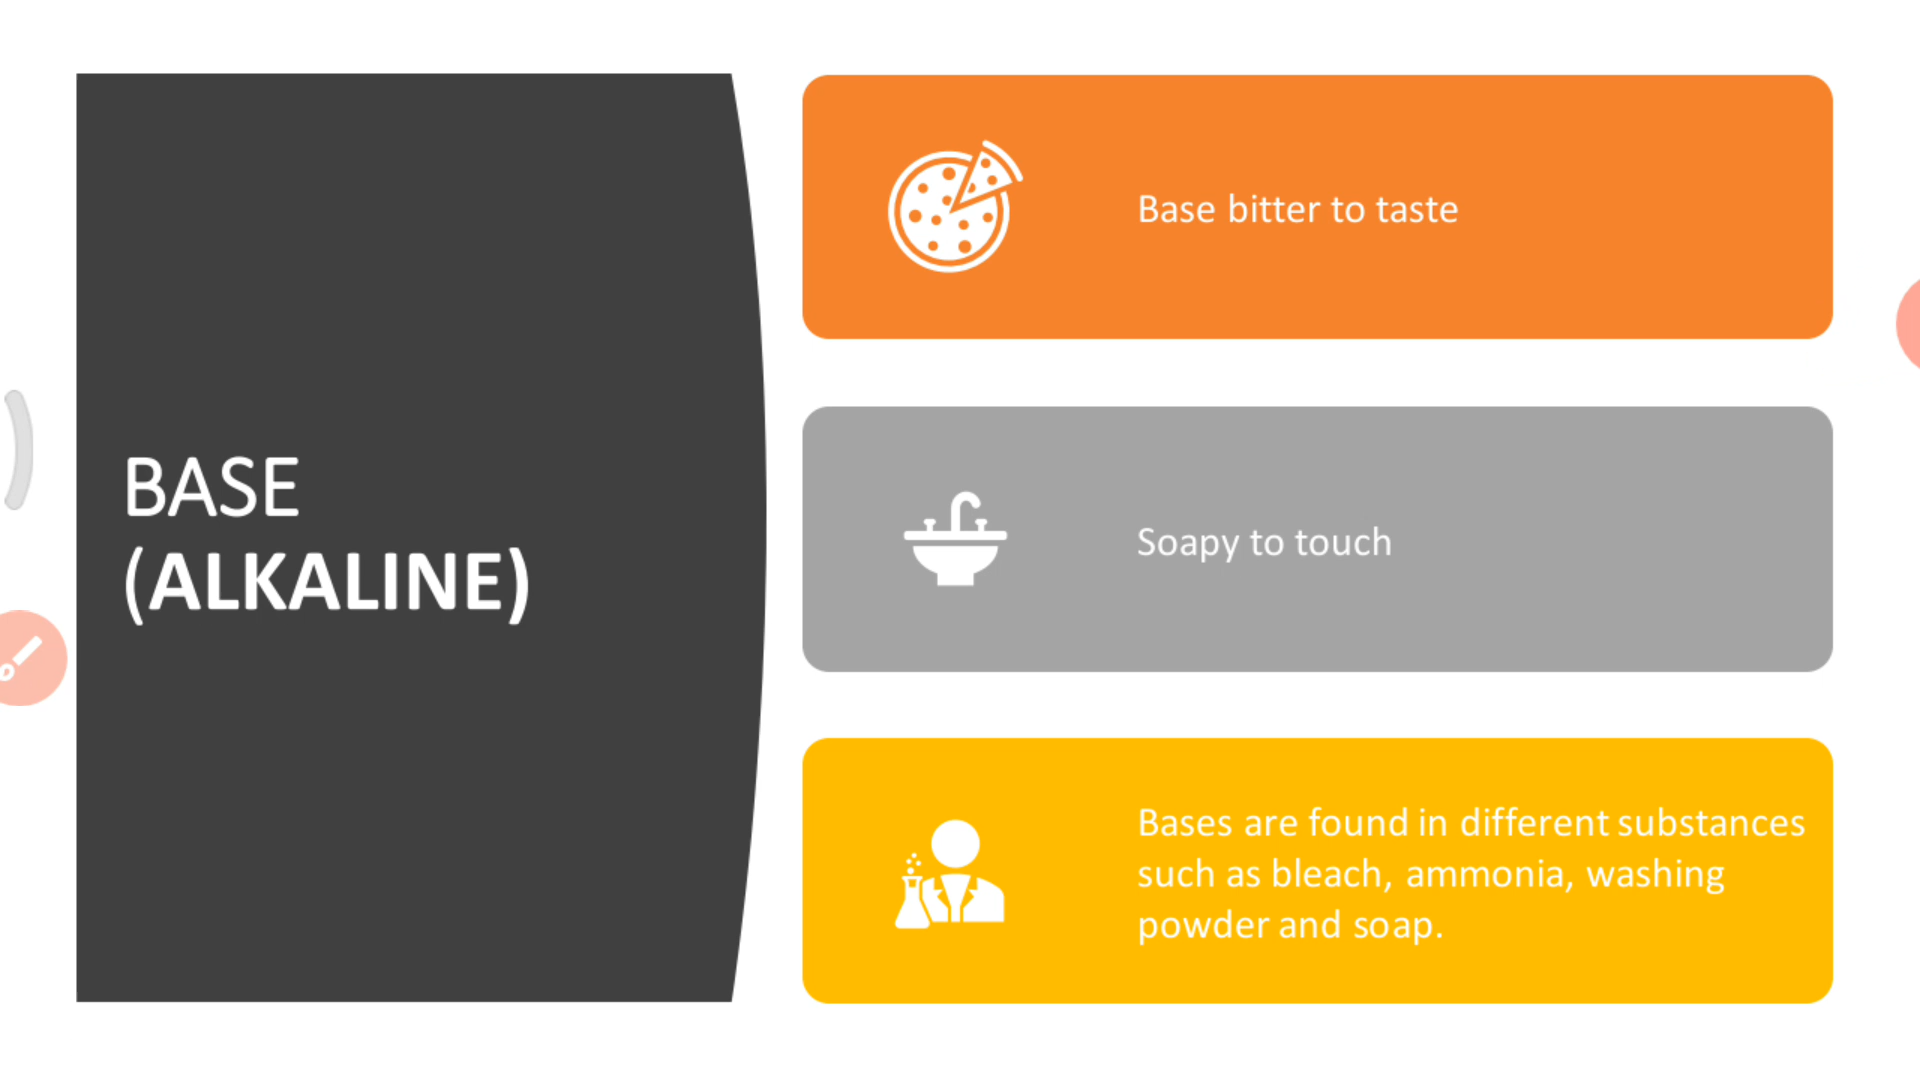 BASE
(ALKALINE)
Base bitter to taste
Soapy to touch
Bases are found in different substances
such as bleach, ammonia, washing
powder and soap.